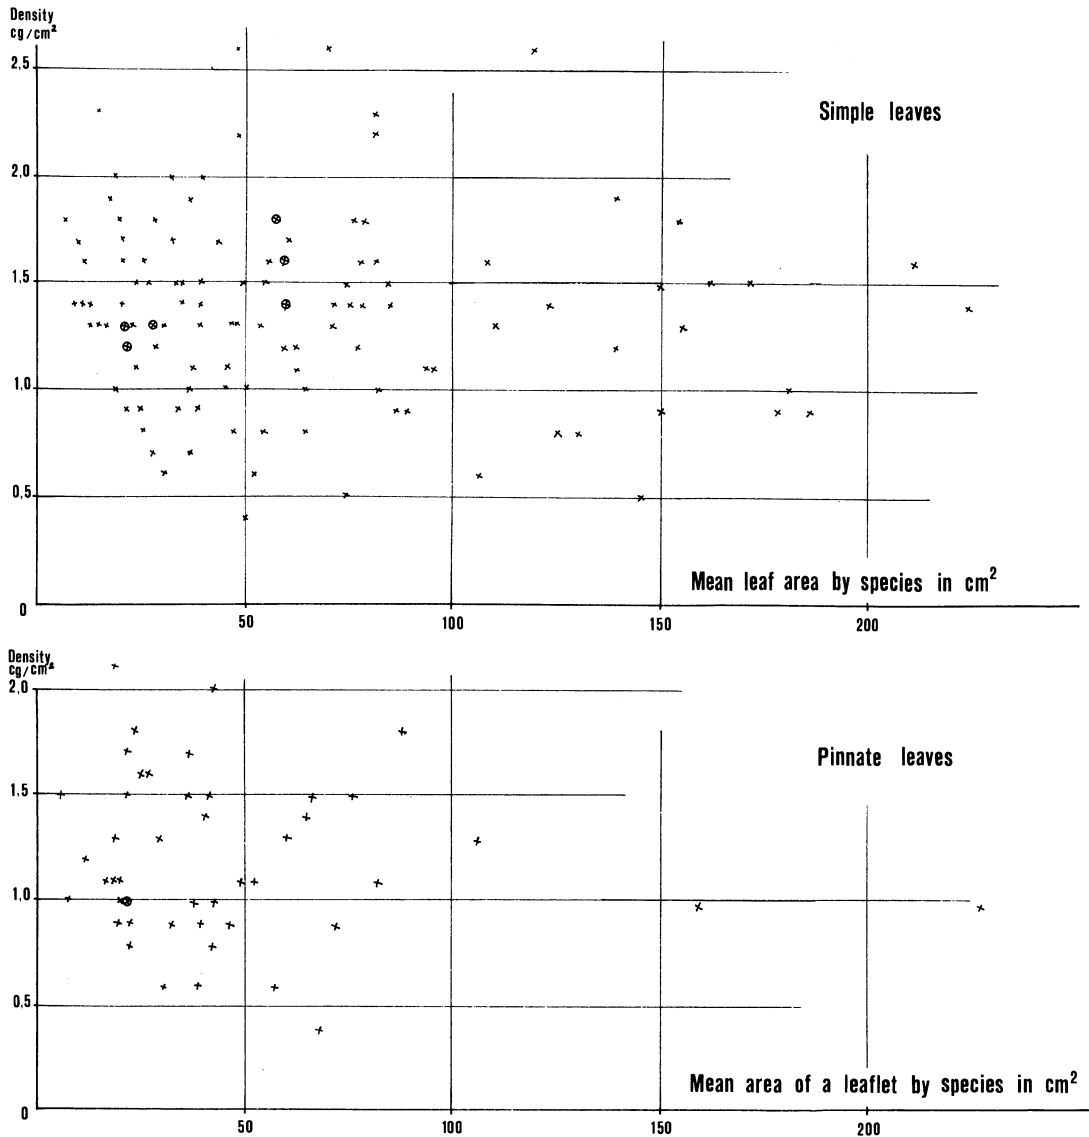 Density
cg/cm²
2,5
Simple leaves
2,0
1.5
1.0
0,5
Mean leaf area by species in cm²
0
50
100
150
200
Density
cg/cm²
2,0
Pinnate leaves
1.5
1.0
0,5
Mean area of a leaflet by species in cm²
0
50
100
150
200